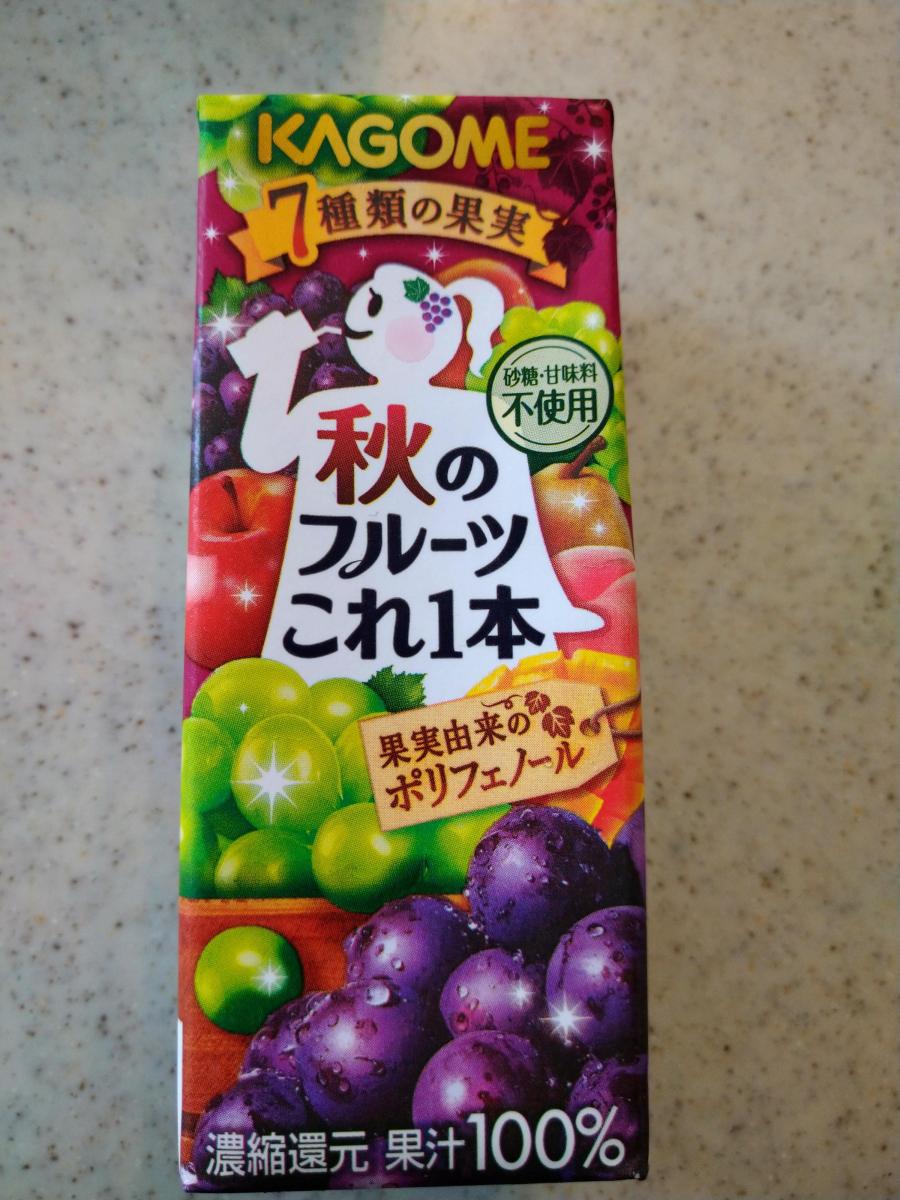 KAGOME
7種類の果実
砂糖・甘味料
不使用
秋の
フルーツ
これ1本
果実由来の
ポリフェノール
濃縮還元 果汁100%